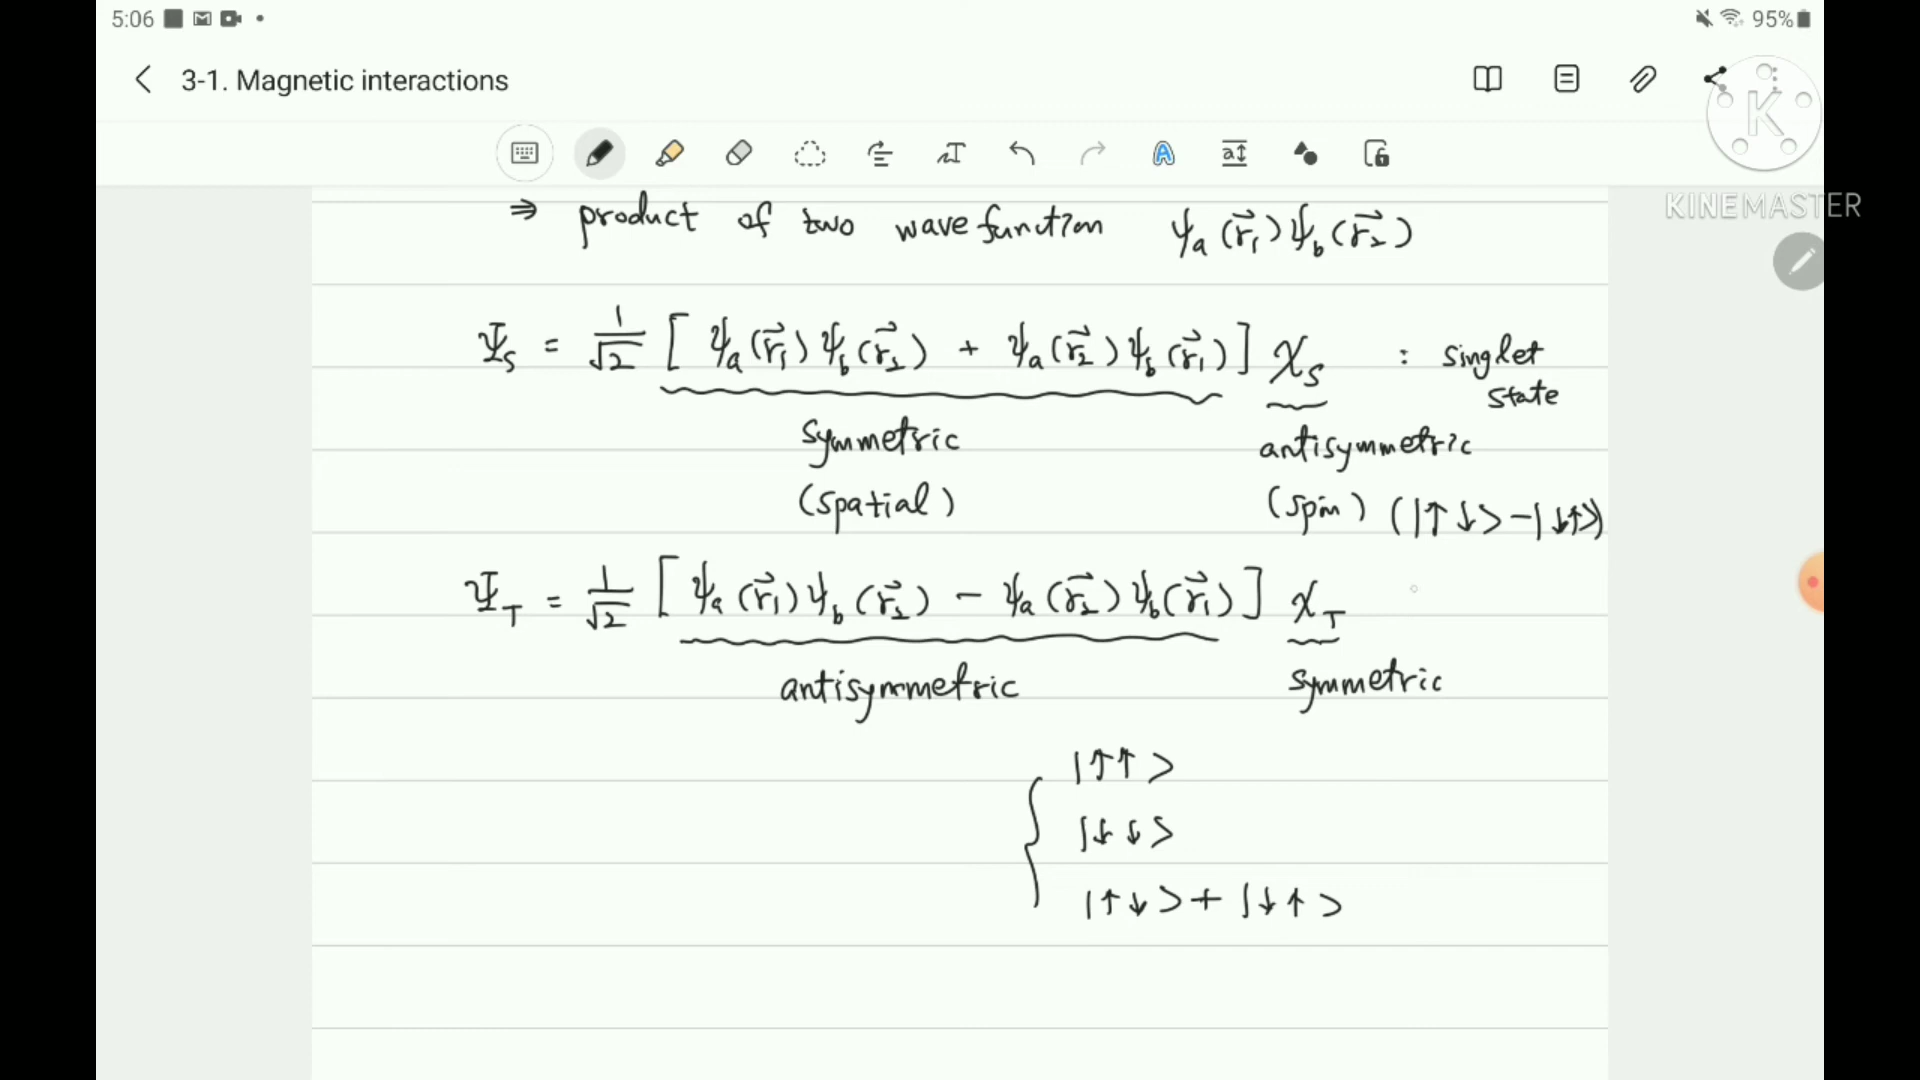 5:06
95%
3-1. Magnetic interactions
K
KINEMASTER
⇒ product of two wavefunction ψa(r⃗1)ψb(r⃗2)
Ψs = 1/√2 [ψa(r⃗1)ψb(r⃗2) + ψa(r⃗2)ψb(r⃗1)] χs : singlet state
symmetric antisymmetric
(spatial) (spin) (|↑↓> - |↓↑>)
ΨT = 1/√2 [ψa(r⃗1)ψb(r⃗2) - ψa(r⃗2)ψb(r⃗1)] χT
antisymmetric symmetric
|↑↑>
|↓↓>
|↑↓> + |↓↑>